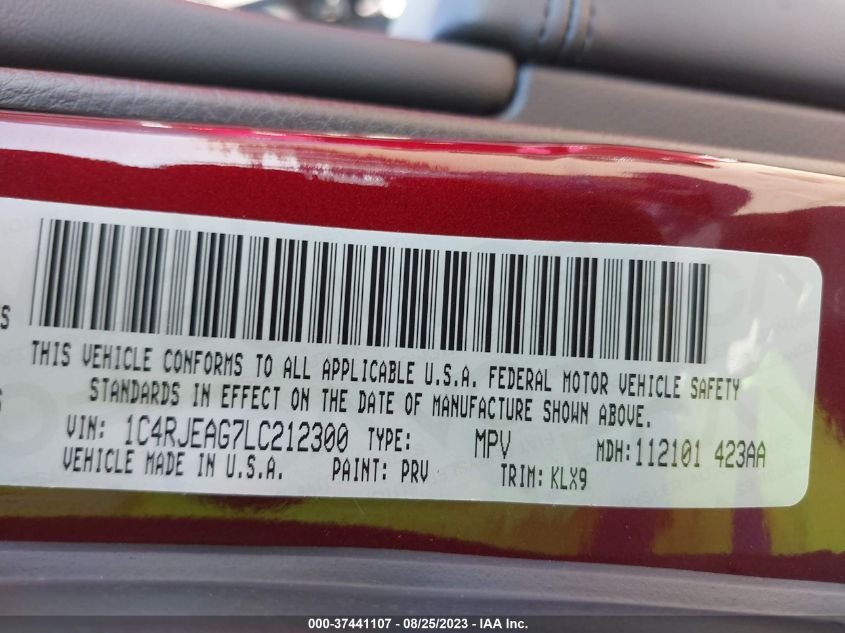 S
THIS VEHICLE CONFORMS TO ALL APPLICABLE U.S.A. FEDERAL MOTOR VEHICLE SAFETY
S
STANDARDS IN EFFECT ON THE DATE OF MANUFACTURE SHOWN ABOVE.
VIN: 1C4RJEAG7LC212300 TYPE: MPV MDH:112101 423AA
VEHICLE MADE IN U.S.A. PAINT: PRV TRIM: KLX9
000-37441107 - 08/25/2023 - IAA Inc.